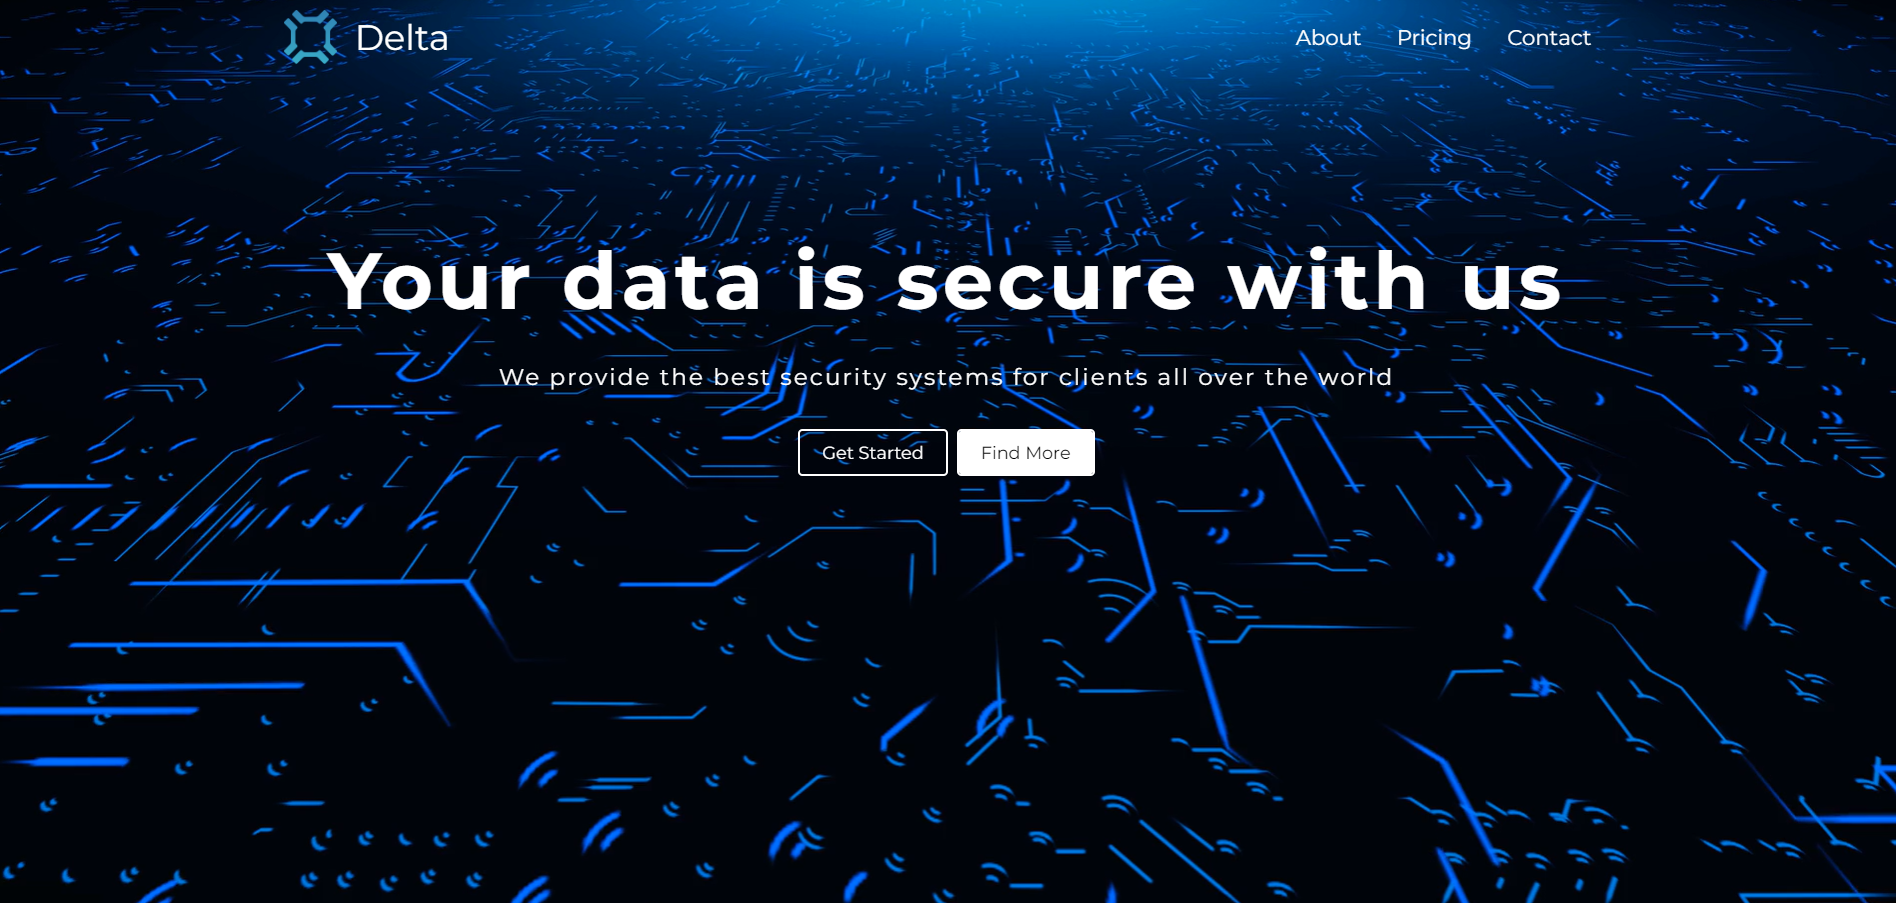 Delta
About Pricing Contact
Your data is secure with us
We provide the best security systems for clients all over the world
Get Started Find More